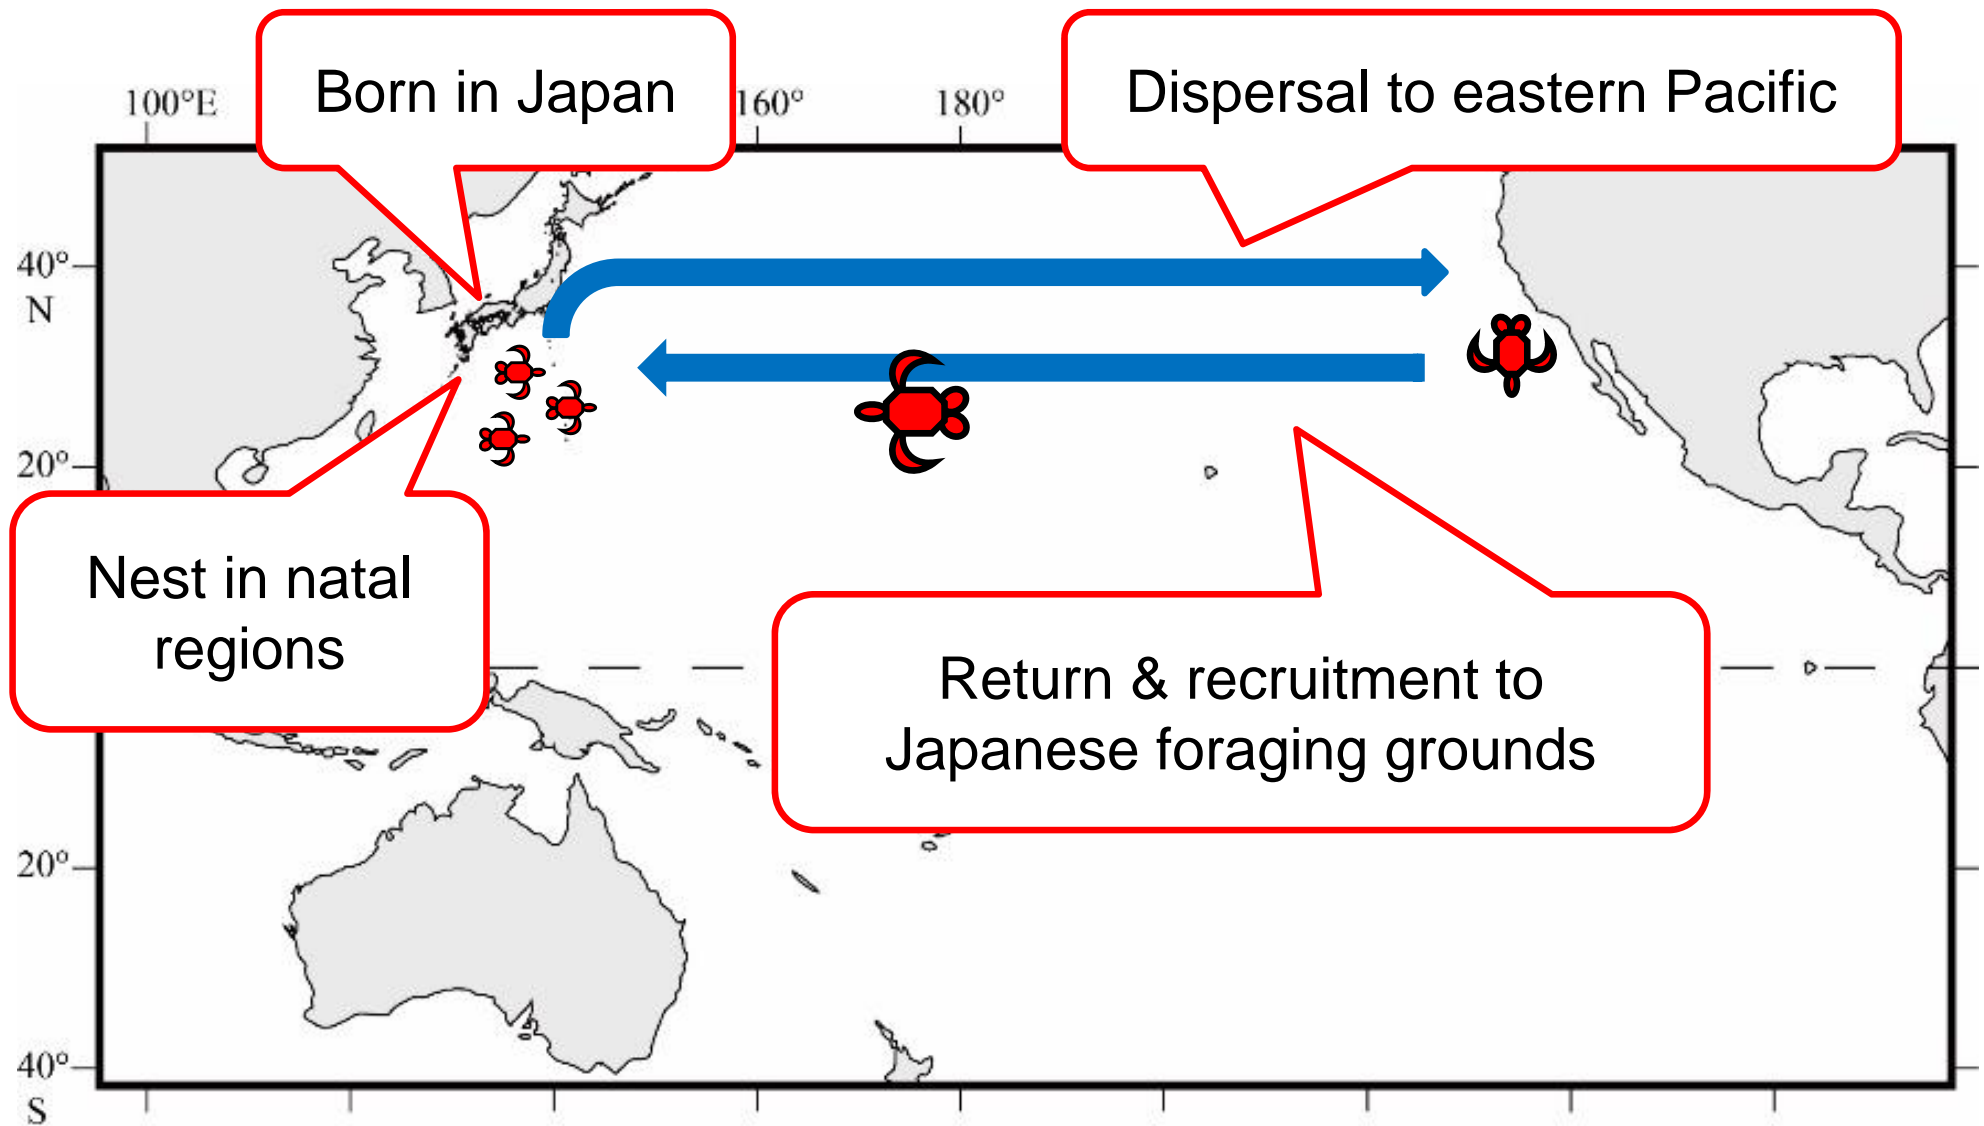 Born in Japan
Dispersal to eastern Pacific
100°E
160°
180°
40°
N
20°
Nest in natal
regions
Return & recruitment to
Japanese foraging grounds
20°
40°
S